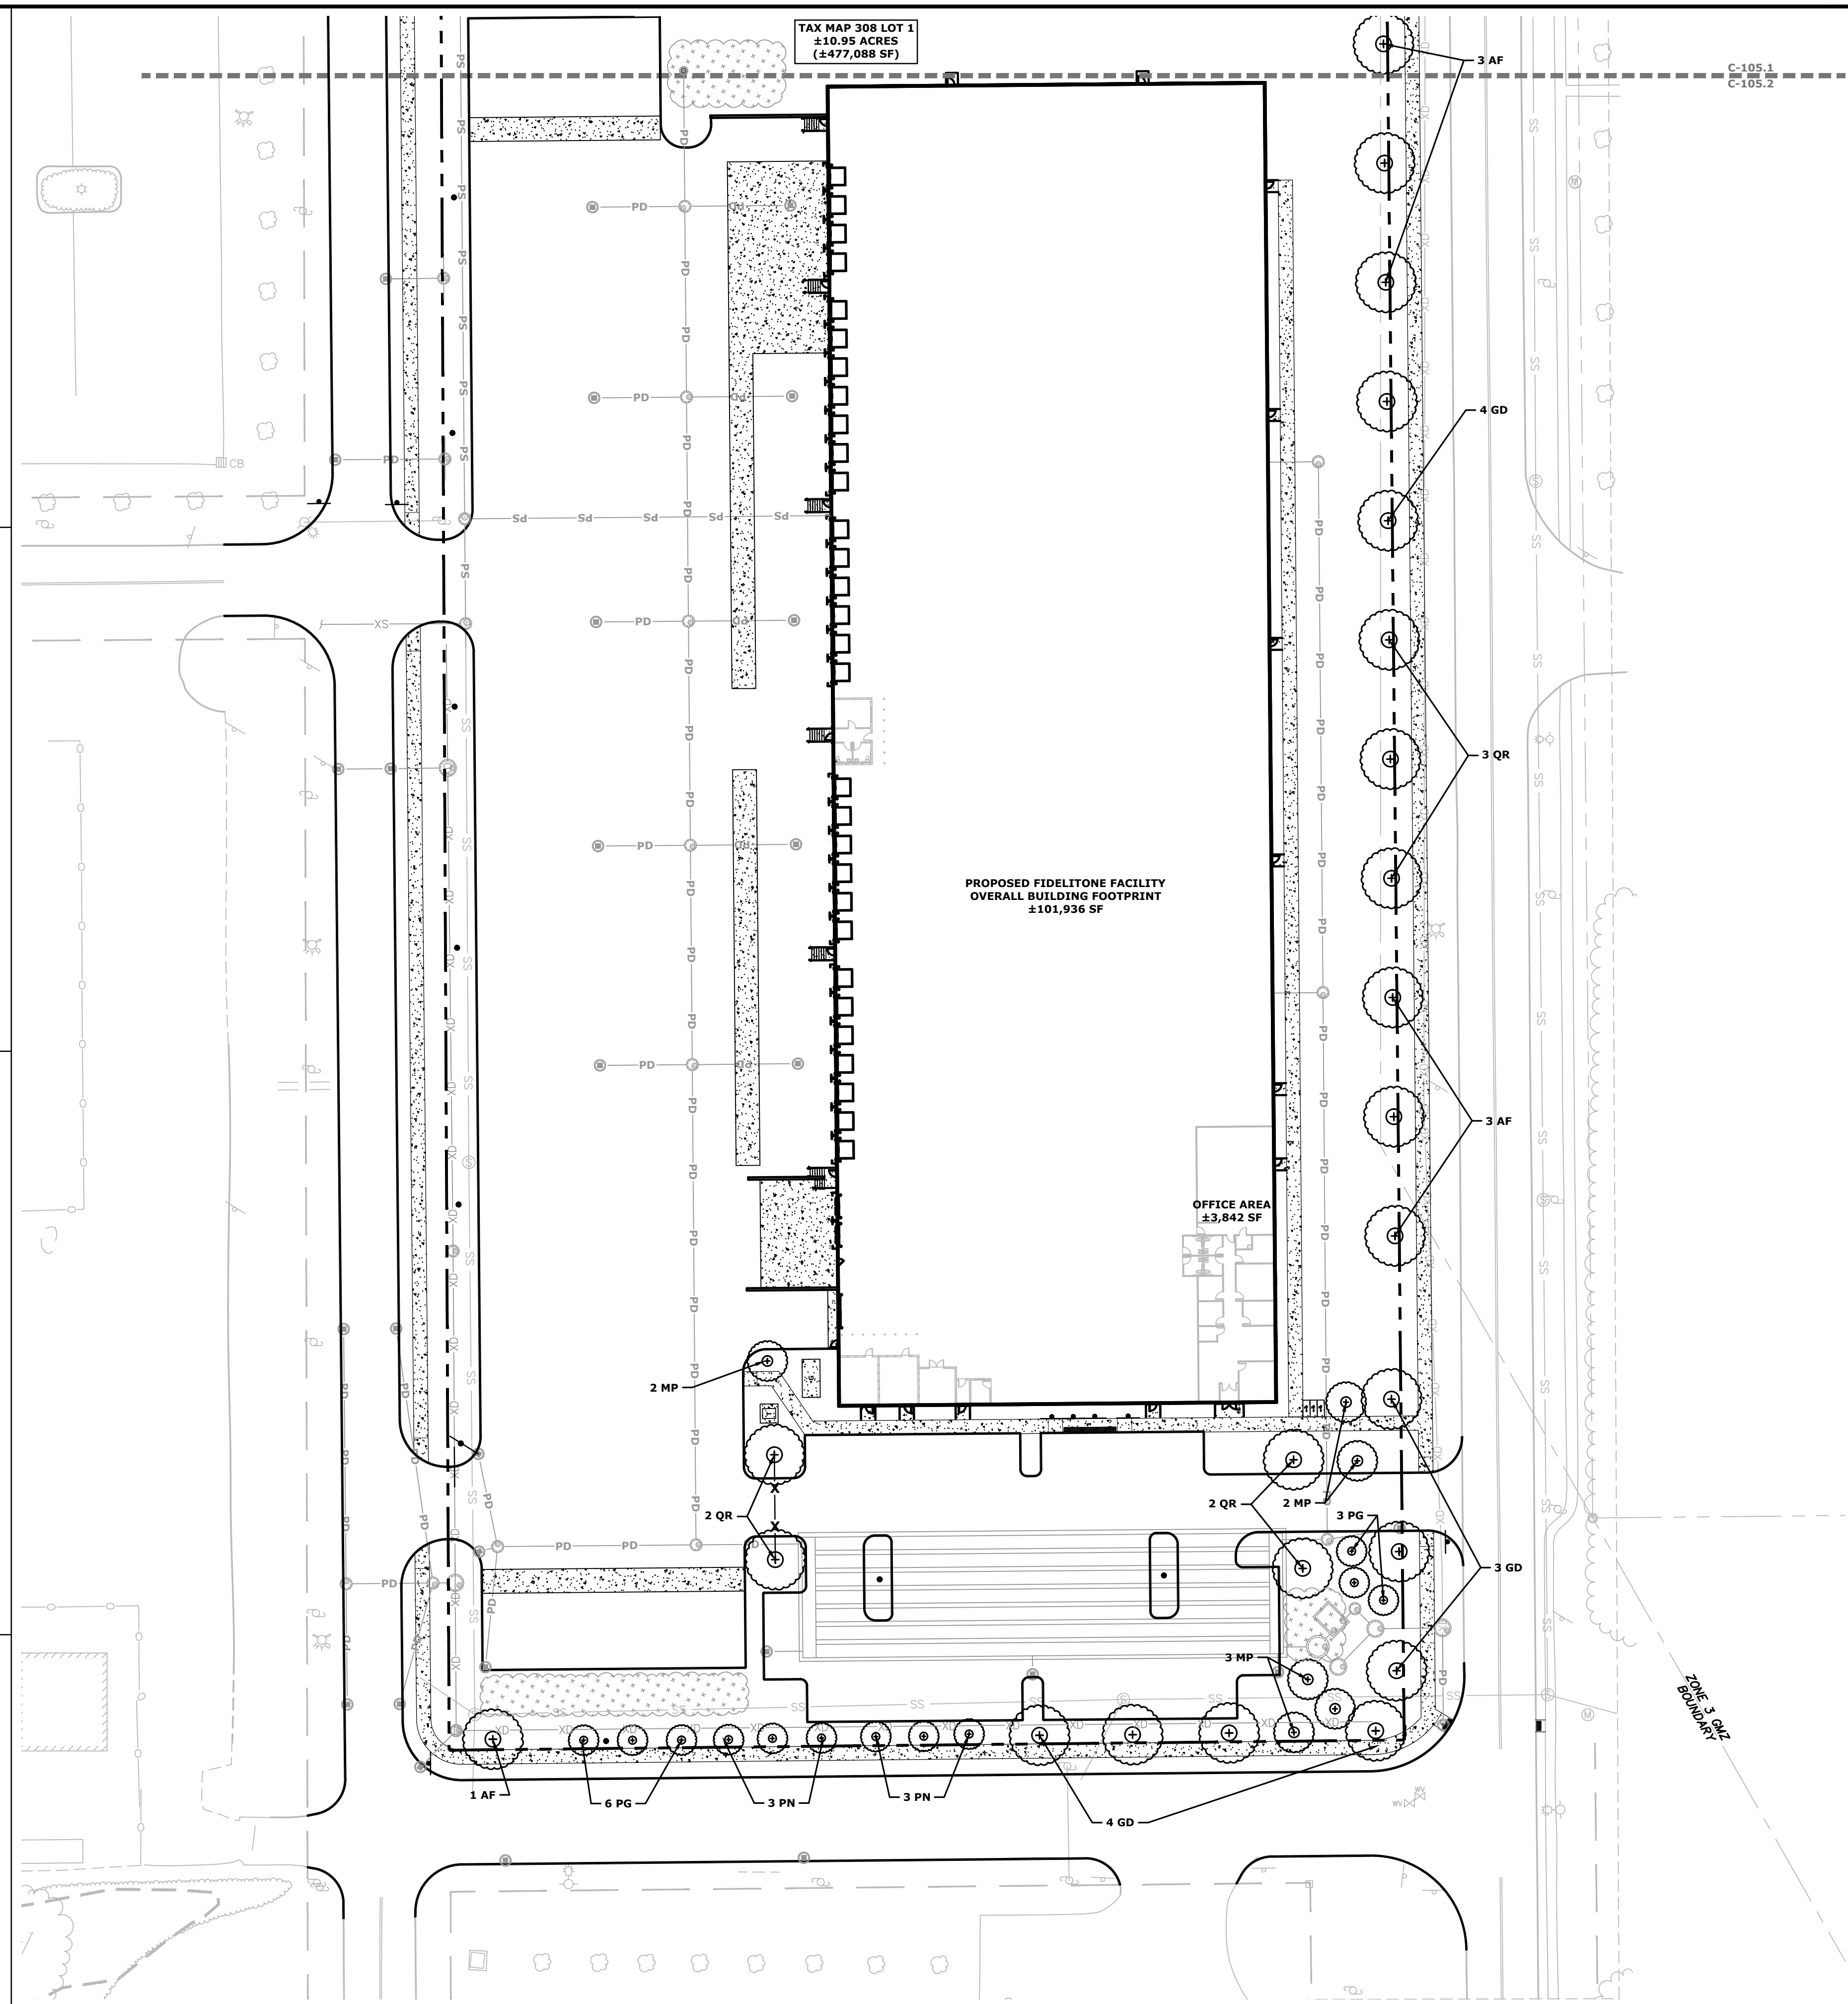 TAX MAP 308 LOT 1
±10.95 ACRES
(±477,088 SF)
C-105.1
C-105.2
3 AF
4 GD
3 QR
3 AF
PROPOSED FIDELITONE FACILITY
OVERALL BUILDING FOOTPRINT
±101,936 SF
OFFICE AREA
±3,842 SF
CB
XS
PS
PD
XD
SS
2 MP
2 QR
X
X
2 QR
2 MP
3 PG
3 GD
3 MP
1 AF
6 PG
3 PN
3 PN
4 GD
ZONE 3 GMZ
BOUNDARY
WV
WV
S
M